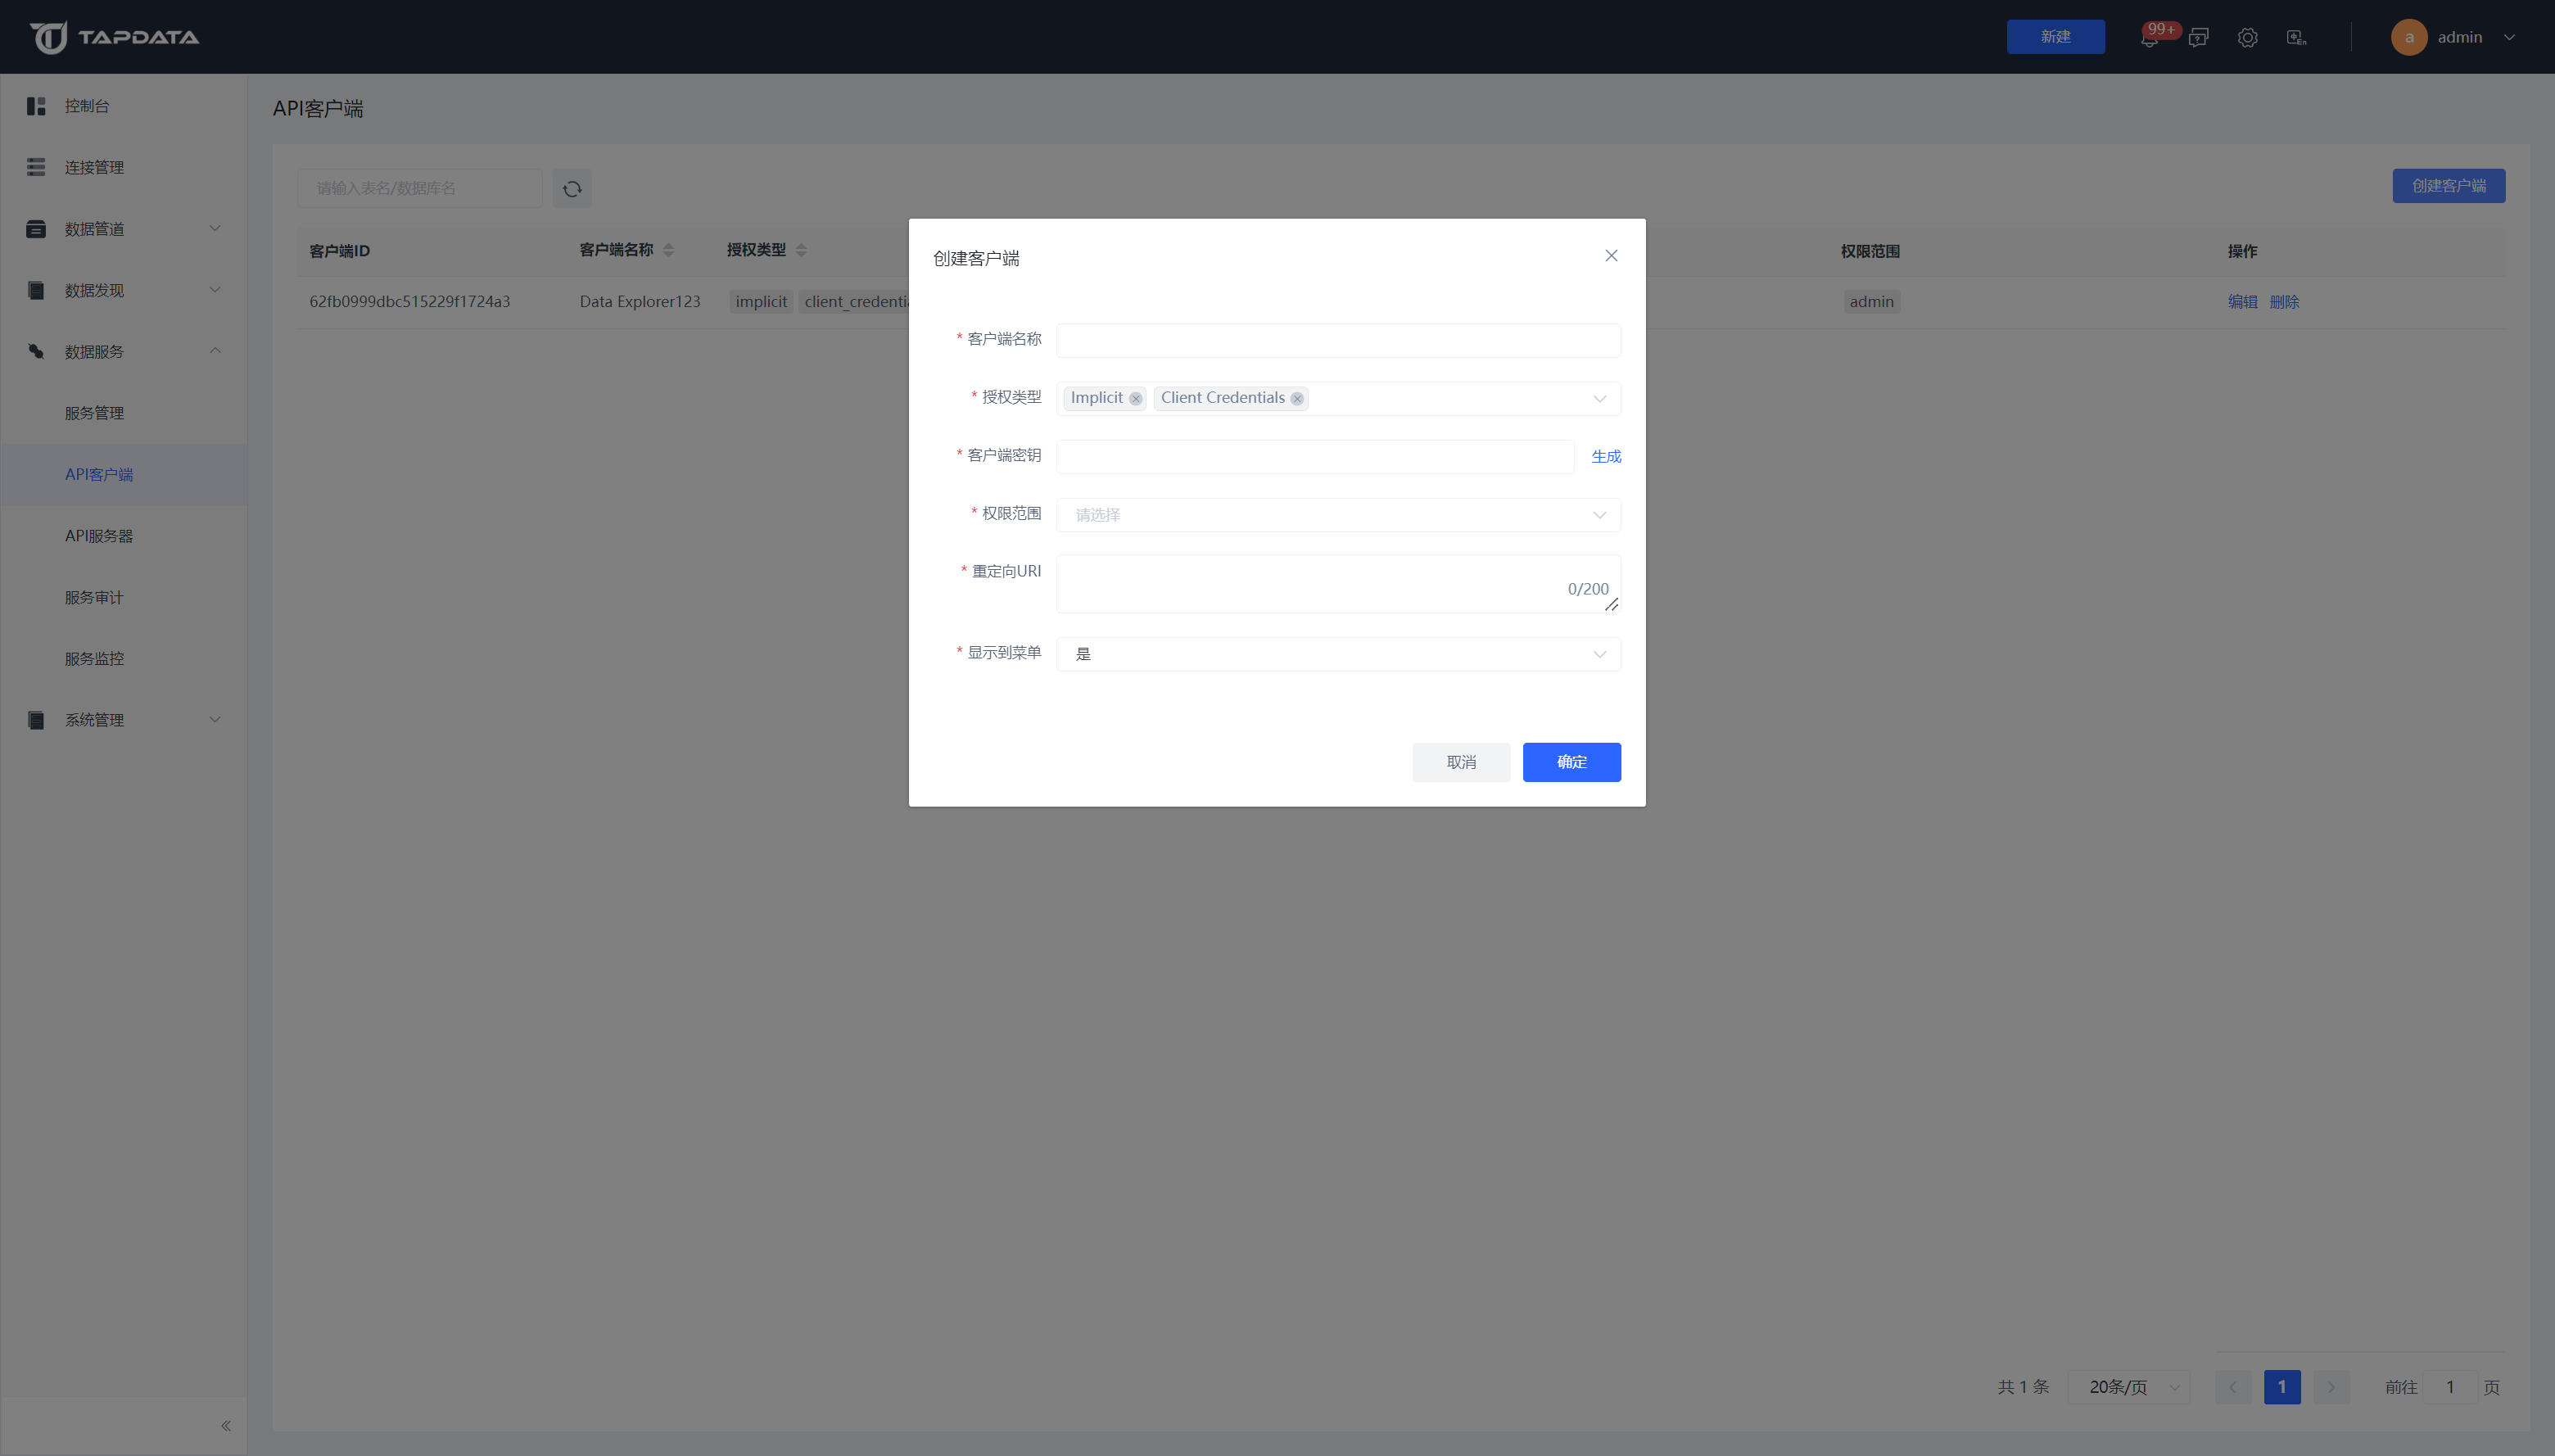 TAPDATA
新建
99+
a
admin
控制台
连接管理
数据管道
数据发现
数据服务
服务管理
API客户端
API服务器
服务审计
服务监控
系统管理
API客户端
请输入表名/数据库名
创建客户端
客户端ID 客户端名称 授权类型 权限范围 操作
62fb0999dbc515229f1724a3 Data Explorer123 implicit admin 编辑 删除
创建客户端
* 客户端名称
* 授权类型 Implicit Client Credentials
* 客户端密钥 生成
* 权限范围 请选择
* 重定向URI
0/200
* 显示到菜单 是
取消 确定
共 1 条 20条/页 1 前往 1 页